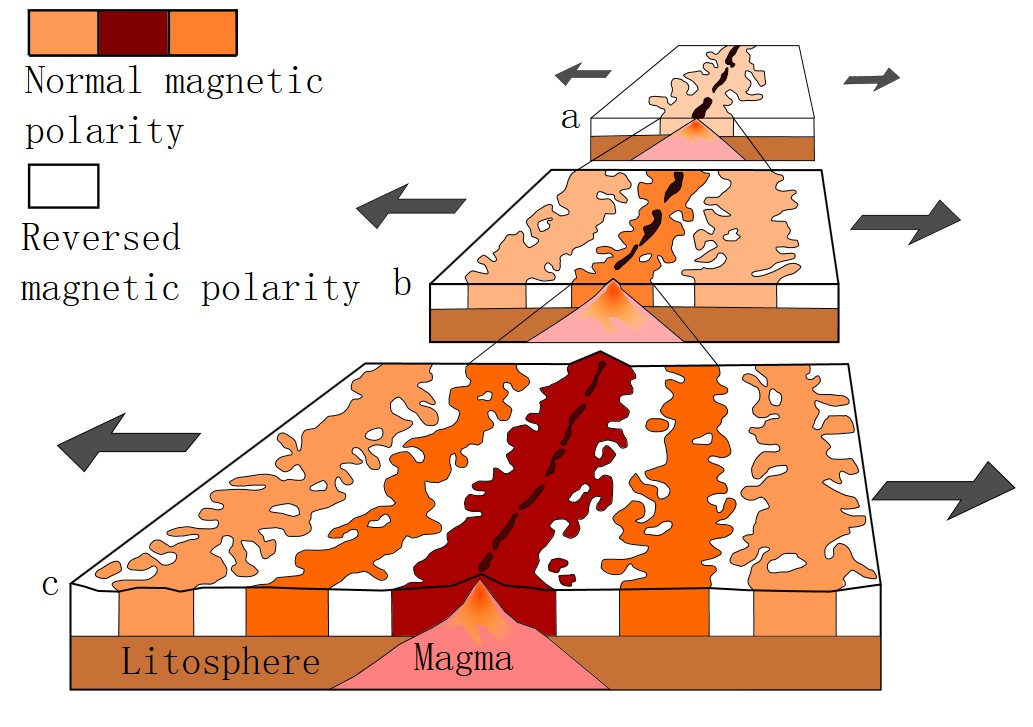 Normal magnetic
polarity
Reversed
magnetic polarity
a
b
c
Litosphere
Magma